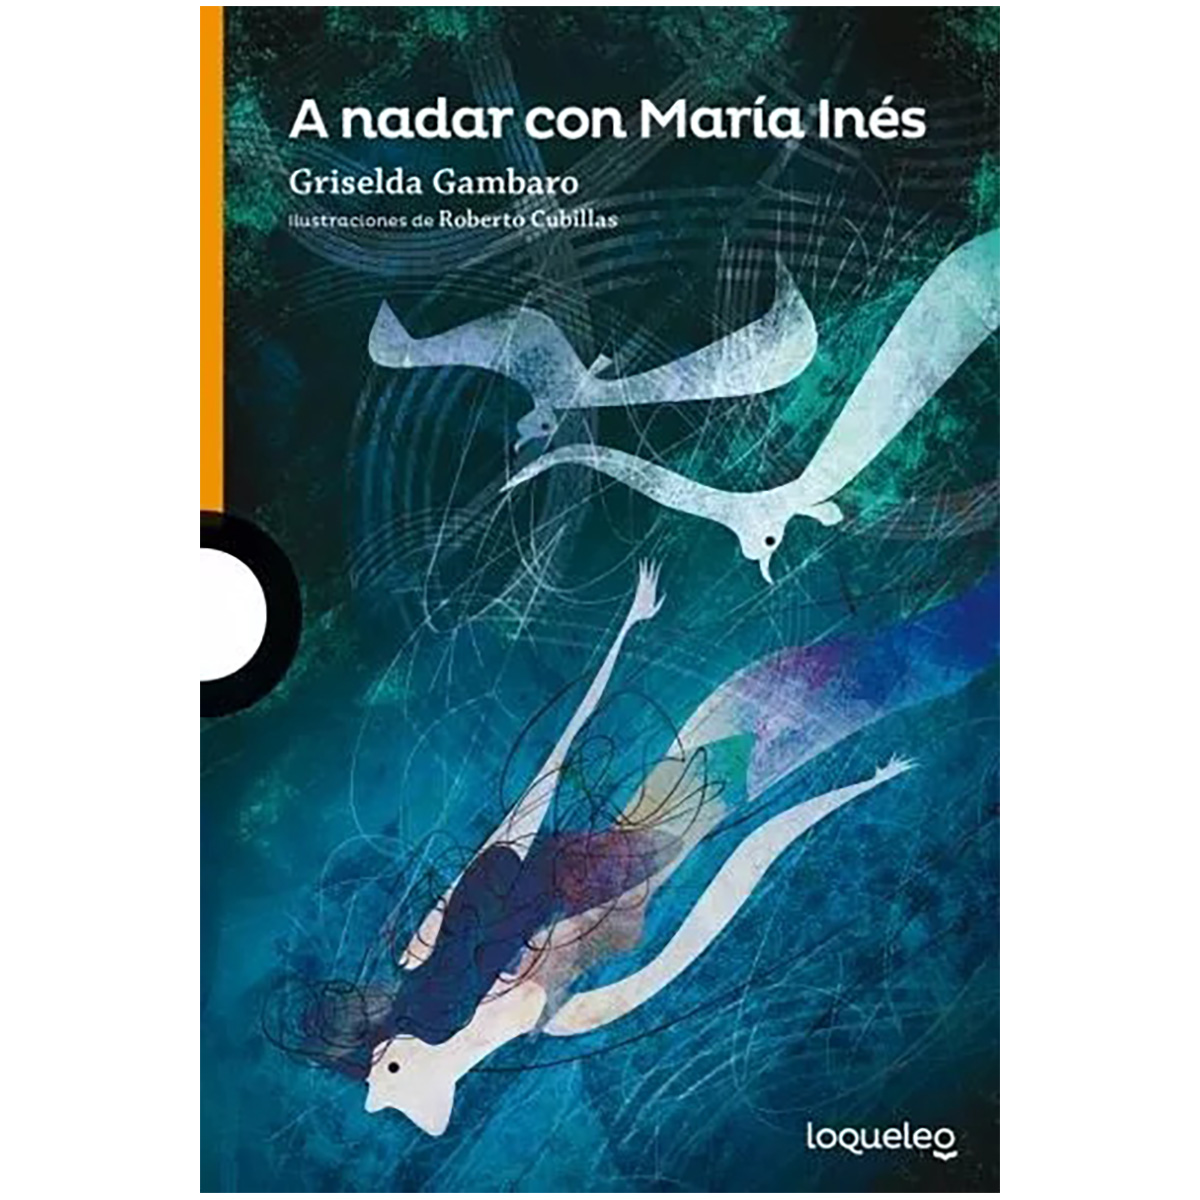 A nadar con María Inés
Griselda Gambaro
Ilustraciones de Roberto Cubillas
loqueleo